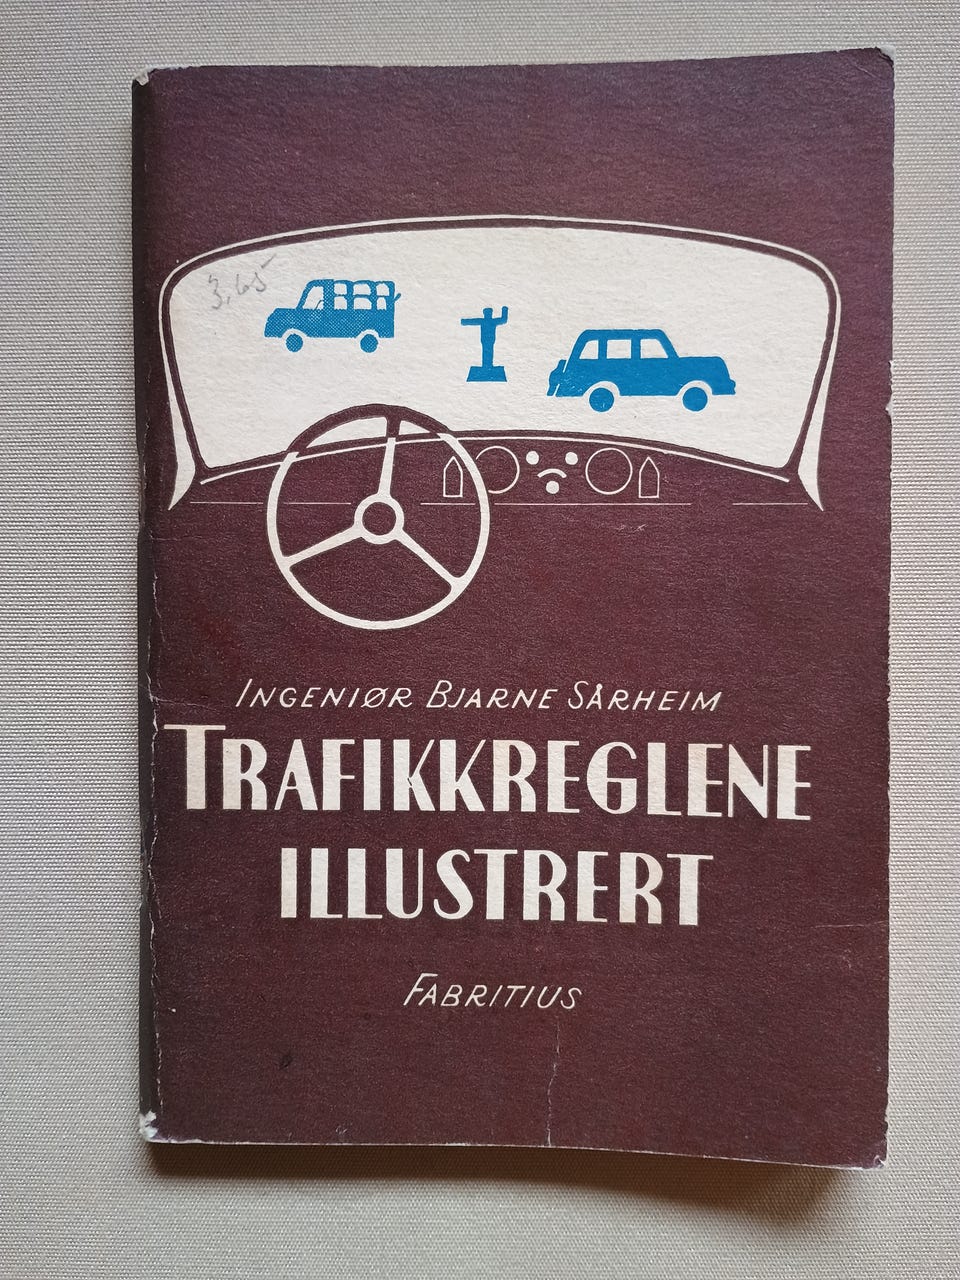 3,65
INGENIØR BJARNE SÅRHEIM
TRAFIKKREGLENE
ILLUSTRERT
FABRITIUS